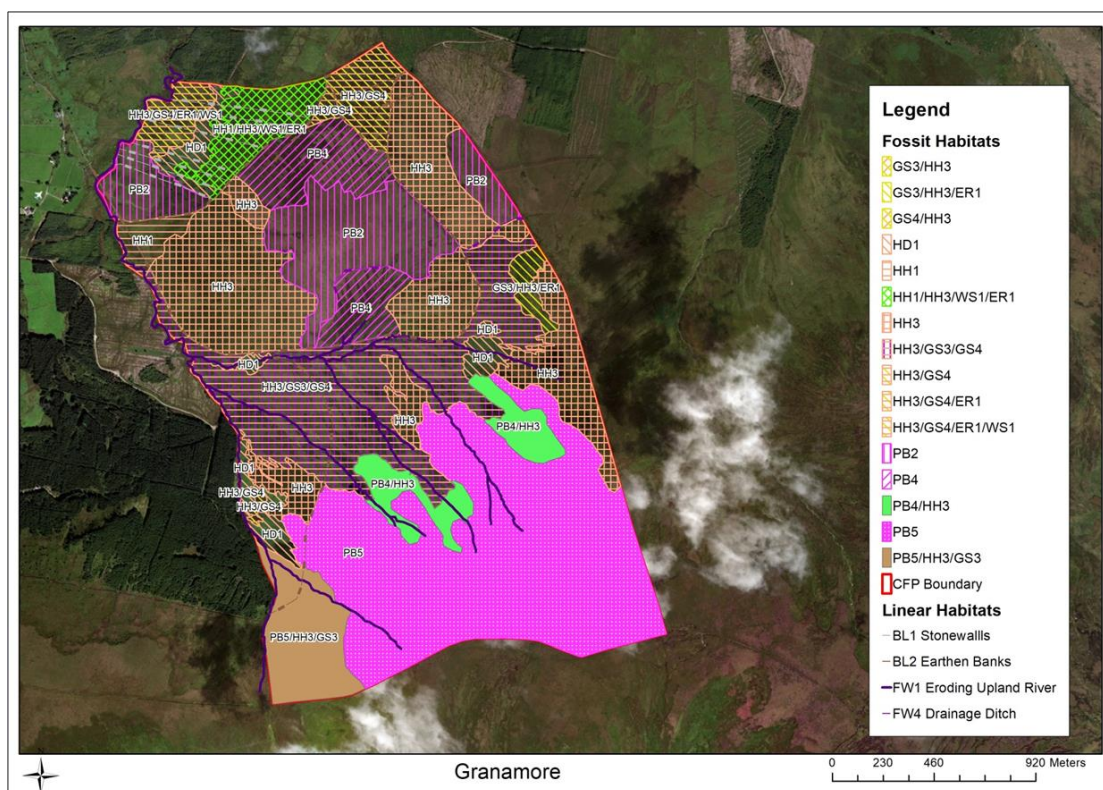 HH3/GS4
HH3/GS4/ER1/WS1
HH3/GS4
HH1/HH3/WS1/ER1
HD1
PB4
HH3
PB2
PB2
HH3
HH1
PB2
HH3
GS3/HH3/ER1
HH3
PB4
HD1
HD1
HD1
HH3
HH3/GS3/GS4
HH3
PB4/HH3
HD1
PB4/HH3
HH3
HH3/GS4
HH3/GS4
HD1
PB5
PB5/HH3/GS3
Legend
Fossit Habitats
GS3/HH3
GS3/HH3/ER1
GS4/HH3
HD1
HH1
HH1/HH3/WS1/ER1
HH3
HH3/GS3/GS4
HH3/GS4
HH3/GS4/ER1
HH3/GS4/ER1/WS1
PB2
PB4
PB4/HH3
PB5
PB5/HH3/GS3
CFP Boundary
Linear Habitats
BL1 Stonewallls
BL2 Earthen Banks
FW1 Eroding Upland River
FW4 Drainage Ditch
Granamore
0 230 460 920 Meters